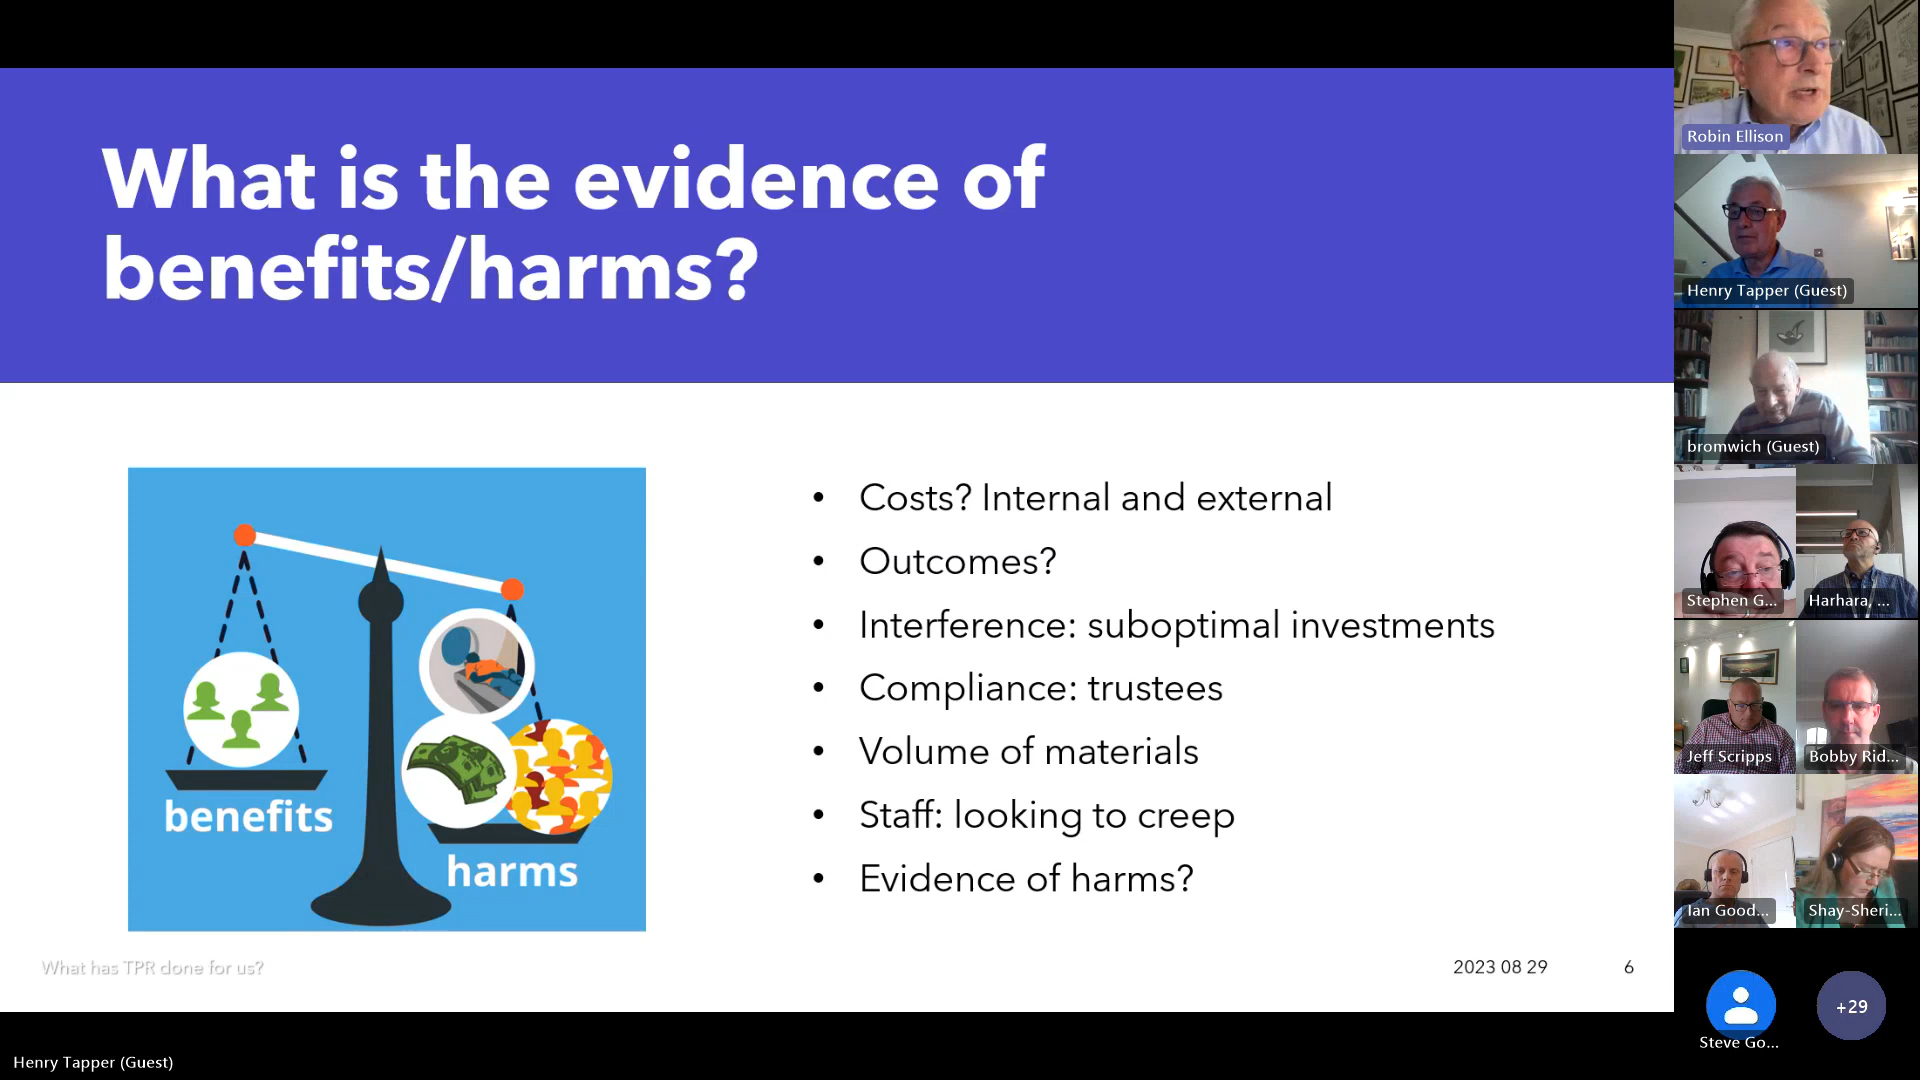 What is the evidence of
benefits/harms?
benefits
harms
• Costs? Internal and external
• Outcomes?
• Interference: suboptimal investments
• Compliance: trustees
• Volume of materials
• Staff: looking to creep
• Evidence of harms?
What has TPR done for us?
2023 08 29
6
Henry Tapper (Guest)
Robin Ellison
Henry Tapper (Guest)
bromwich (Guest)
Stephen G...
Harhara, ...
Jeff Scripps
Bobby Rid...
Ian Good...
Shay-Sheri...
Steve Go...
+29